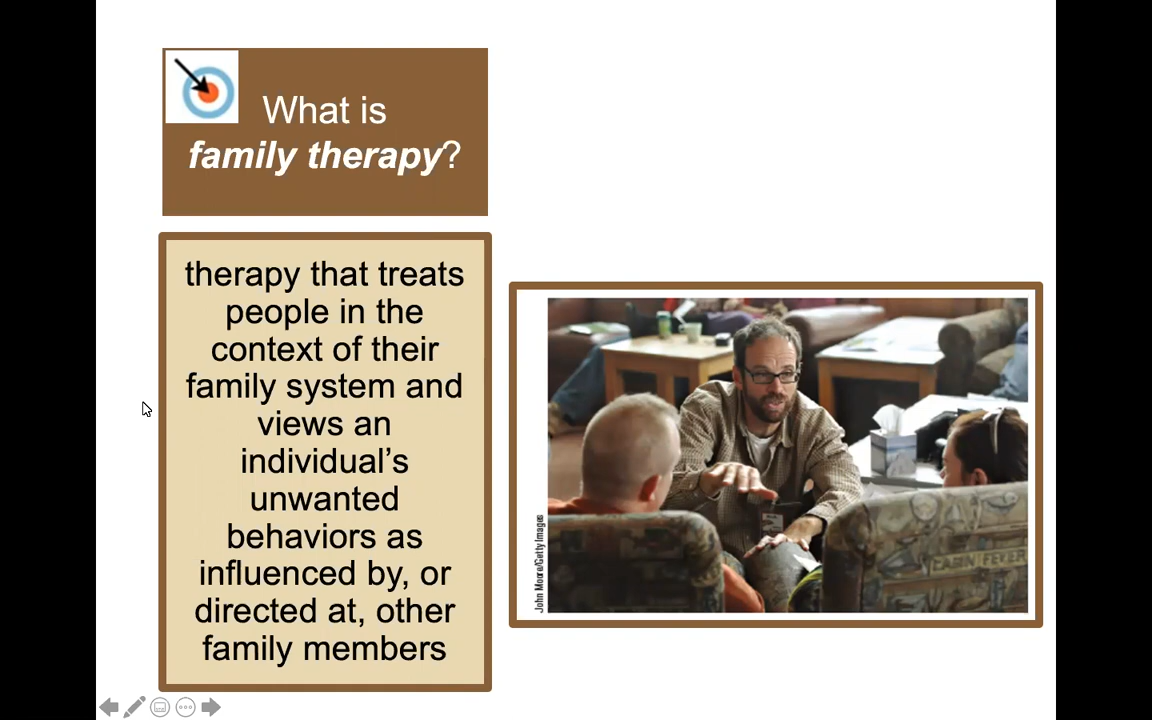 What is
family therapy?
therapy that treats
people in the
context of their
family system and
views an
individual’s
unwanted
behaviors as
influenced by, or
directed at, other
family members
John Moore/Getty Images
CABIN FEVER